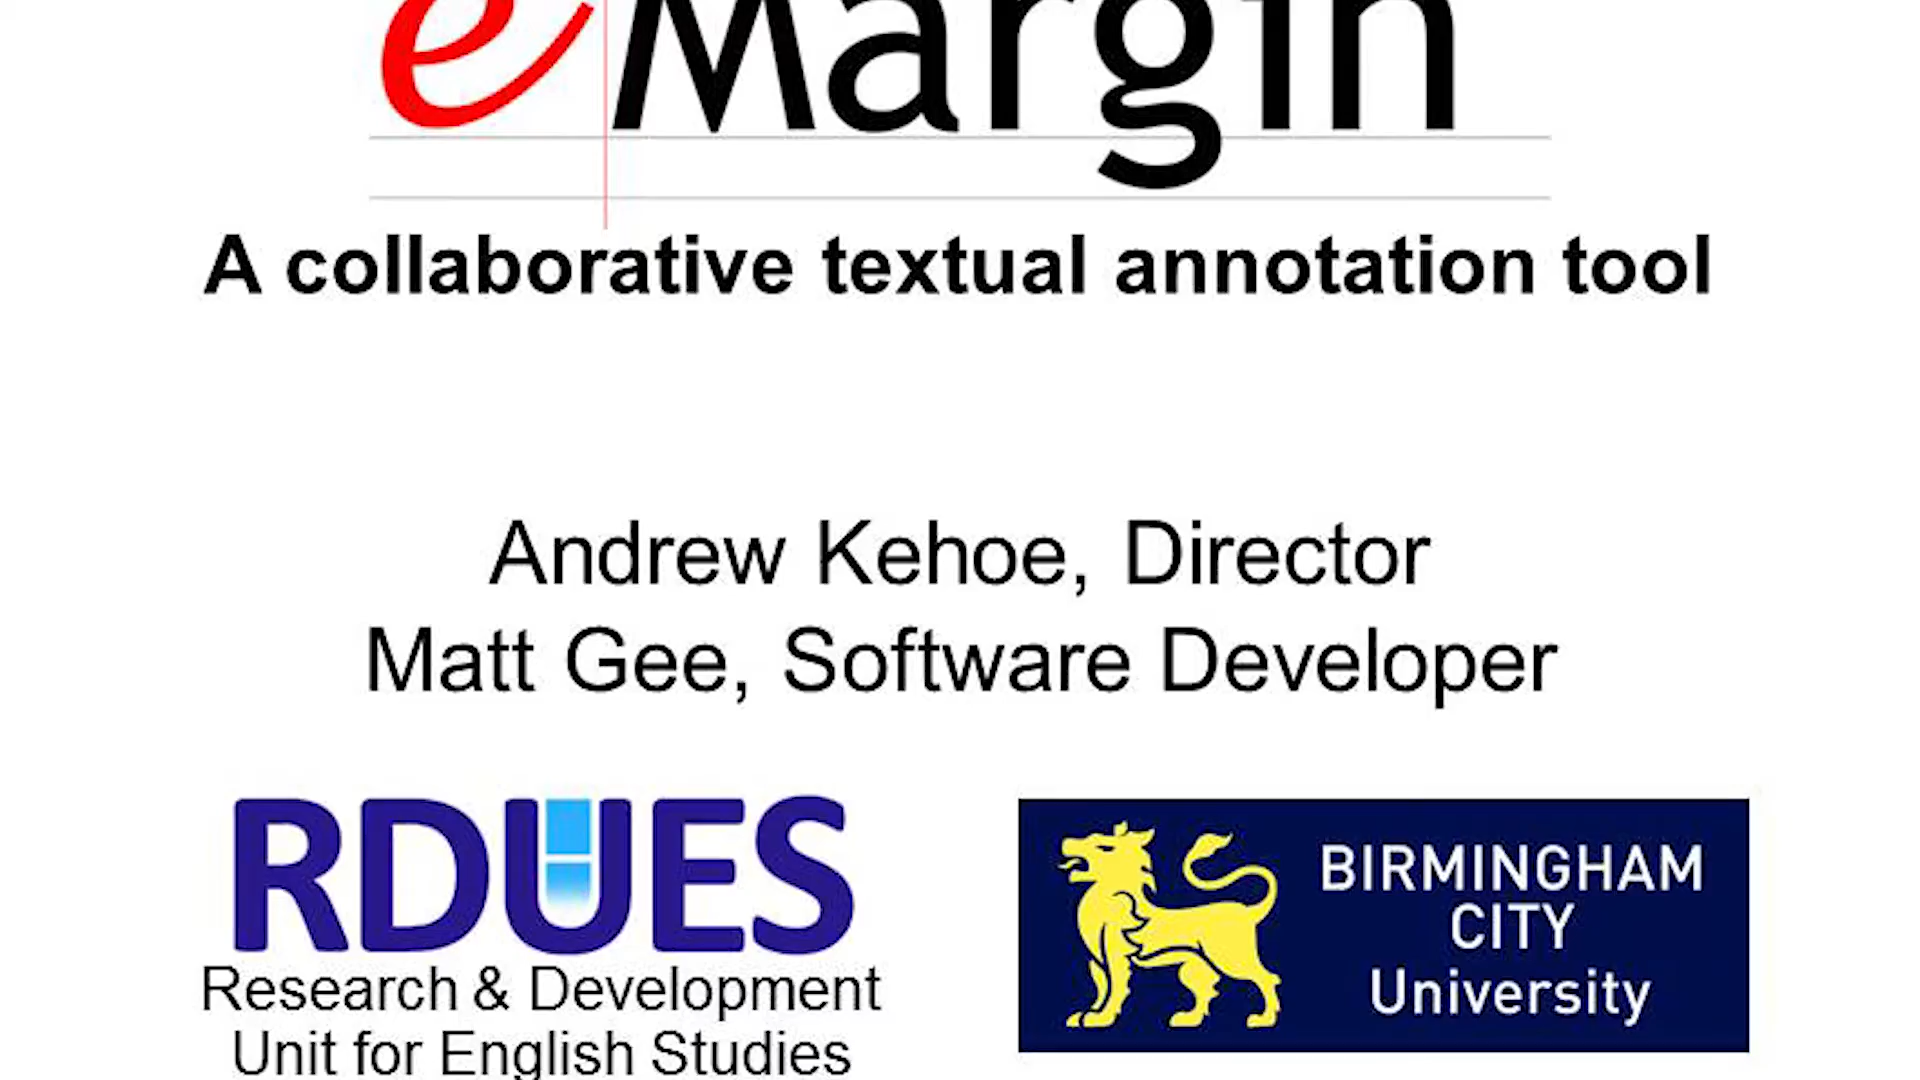 eMargin
A collaborative textual annotation tool
Andrew Kehoe, Director
Matt Gee, Software Developer
RDUES
Research & Development
Unit for English Studies
BIRMINGHAM
CITY
University